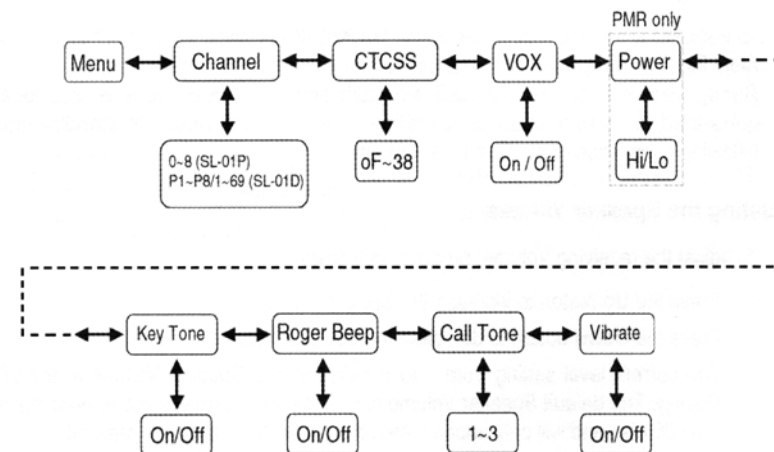 PMR only
Menu
Channel
CTCSS
VOX
Power
0~8 (SL-01P)
P1~P8/1~69 (SL-01D)
oF~38
On / Off
Hi/Lo
Key Tone
Roger Beep
Call Tone
Vibrate
On/Off
On/Off
1~3
On/Off